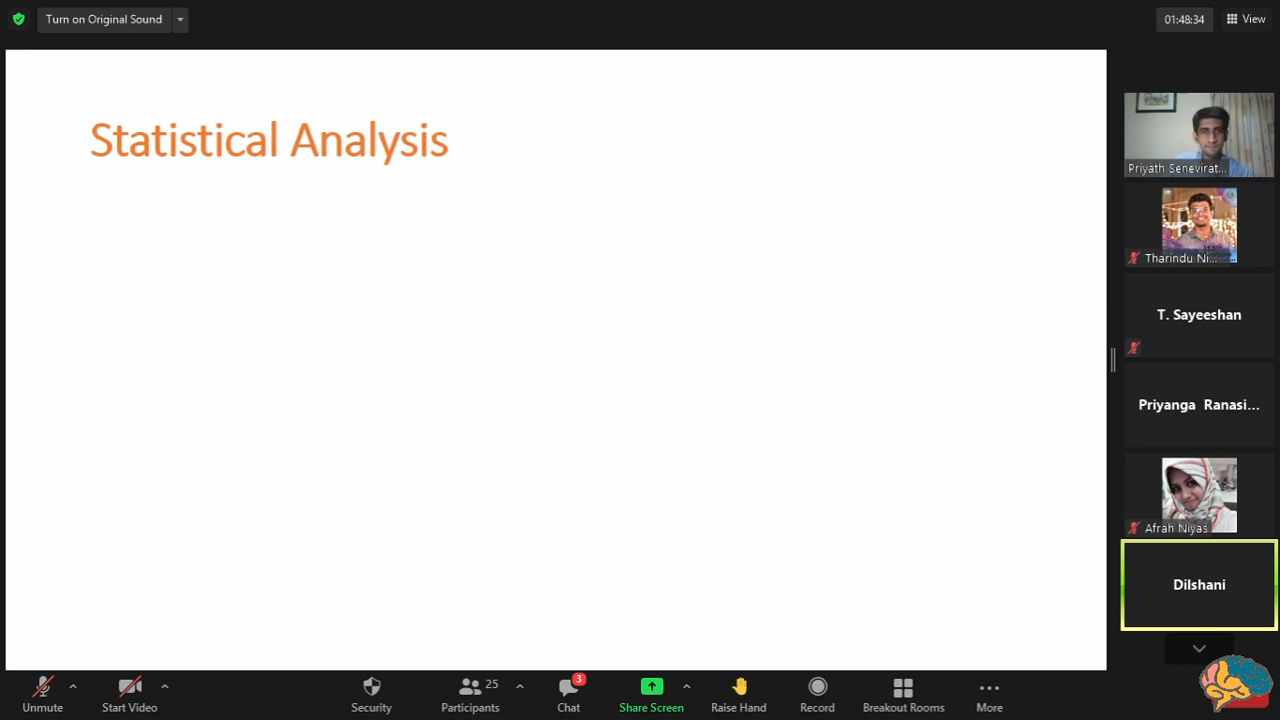 Turn on Original Sound
01:48:34
View
Statistical Analysis
Priyath Senevirat...
Tharindu Ni...
T. Sayeeshan
Priyanga Ranasi...
Afrah Niyas
Dilshani
Unmute
Start Video
Security
25
Participants
3
Chat
Share Screen
Raise Hand
Record
Breakout Rooms
More